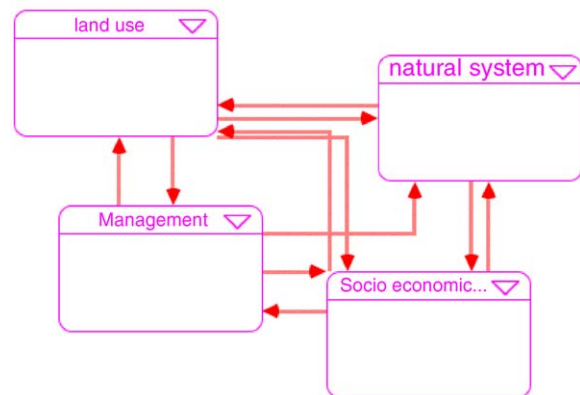 land use
natural system
Management
Socio economic...